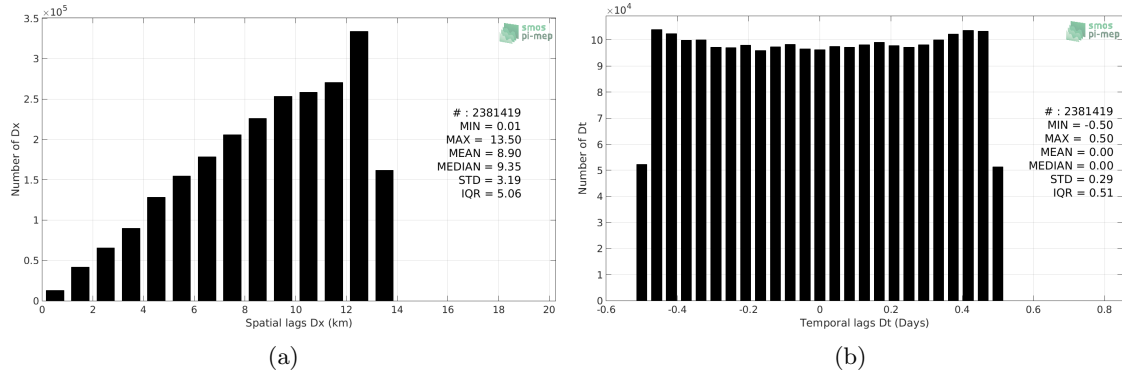 ×10⁵
3.5
3
2.5
2
1.5
1
0.5
0
Number of Dx
0 2 4 6 8 10 12 14 16 18 20
Spatial lags Dx (km)
smos
pi-mep
# : 2381419
MIN = 0.01
MAX = 13.50
MEAN = 8.90
MEDIAN = 9.35
STD = 3.19
IQR = 5.06
(a)
×10⁴
10
9
8
7
6
5
4
3
2
1
0
Number of Dt
-0.6 -0.4 -0.2 0 0.2 0.4 0.6 0.8
Temporal lags Dt (Days)
smos
pi-mep
# : 2381419
MIN = -0.50
MAX = 0.50
MEAN = 0.00
MEDIAN = 0.00
STD = 0.29
IQR = 0.51
(b)